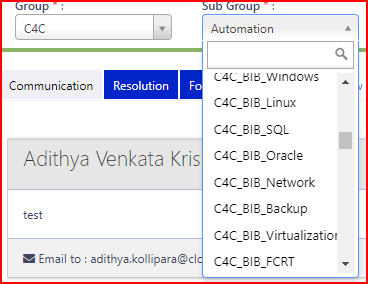 Group * :
Sub Group * :
C4C
Automation
C4C_BIB_Windows
Communication
Resolution
C4C_BIB_Linux
C4C_BIB_SQL
C4C_BIB_Oracle
Adithya Venkata Kris
C4C_BIB_Network
test
C4C_BIB_Backup
C4C_BIB_Virtualization
Email to : adithya.kollipara@clo
C4C_BIB_FCRT